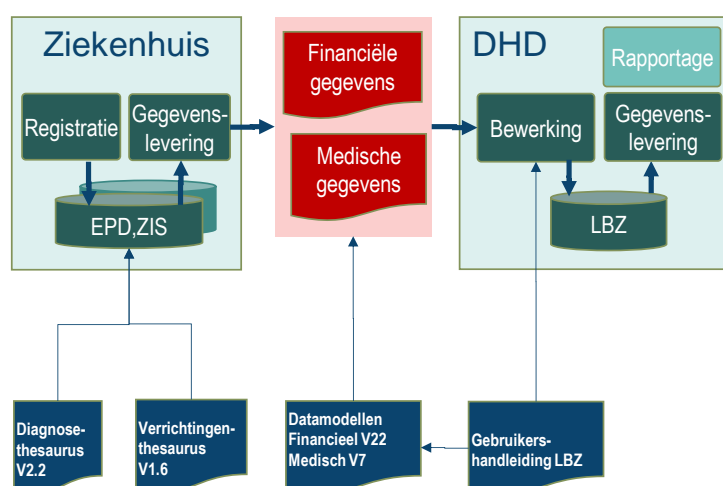 Ziekenhuis
Registratie
Gegevens-
levering
EPD,ZIS
Financiële
gegevens
Medische
gegevens
DHD
Rapportage
Bewerking
Gegevens-
levering
LBZ
Diagnose-
thesaurus
V2.2
Verrichtingen-
thesaurus
V1.6
Datamodellen
Financieel V22
Medisch V7
Gebruikers-
handleiding LBZ